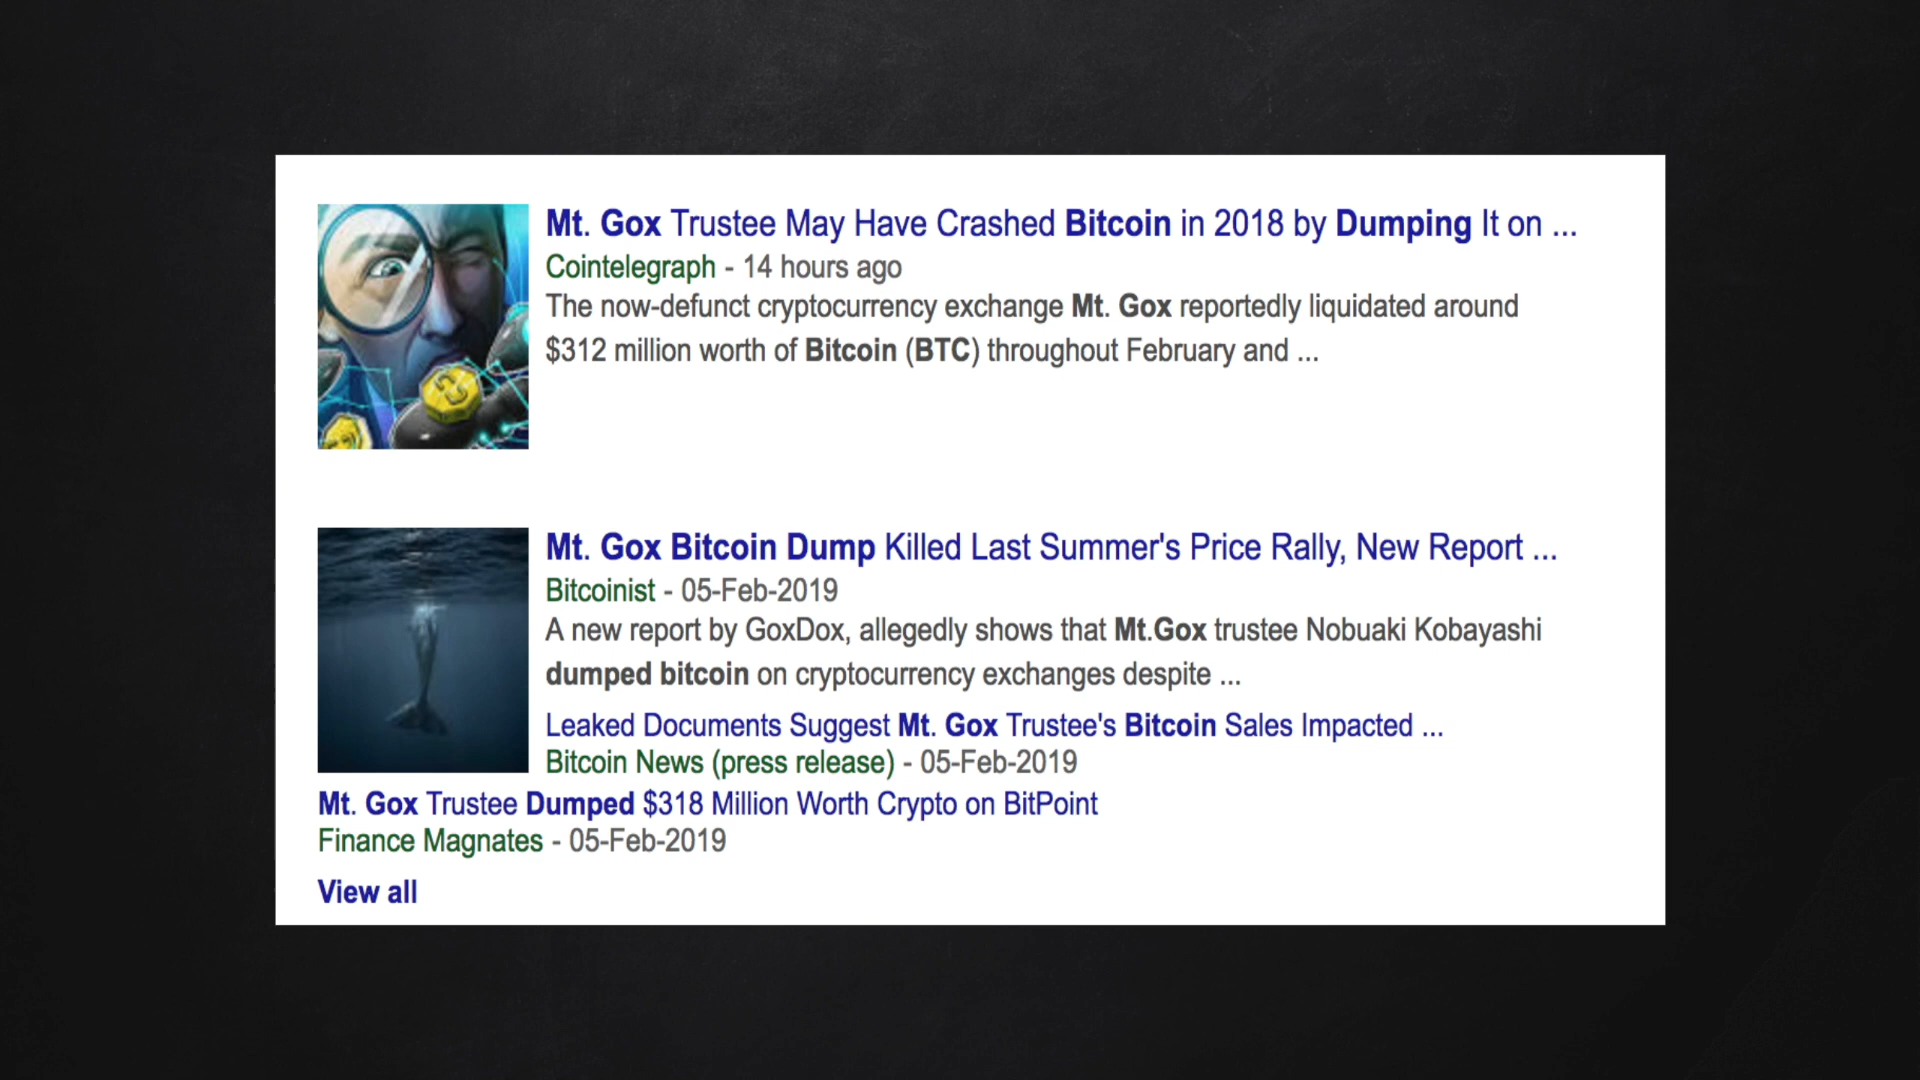 Mt. Gox Trustee May Have Crashed Bitcoin in 2018 by Dumping It on ...
Cointelegraph - 14 hours ago
The now-defunct cryptocurrency exchange Mt. Gox reportedly liquidated around
$312 million worth of Bitcoin (BTC) throughout February and ...
Mt. Gox Bitcoin Dump Killed Last Summer's Price Rally, New Report ...
Bitcoinist - 05-Feb-2019
A new report by GoxDox, allegedly shows that Mt.Gox trustee Nobuaki Kobayashi
dumped bitcoin on cryptocurrency exchanges despite ...
Leaked Documents Suggest Mt. Gox Trustee's Bitcoin Sales Impacted ...
Bitcoin News (press release) - 05-Feb-2019
Mt. Gox Trustee Dumped $318 Million Worth Crypto on BitPoint
Finance Magnates - 05-Feb-2019
View all